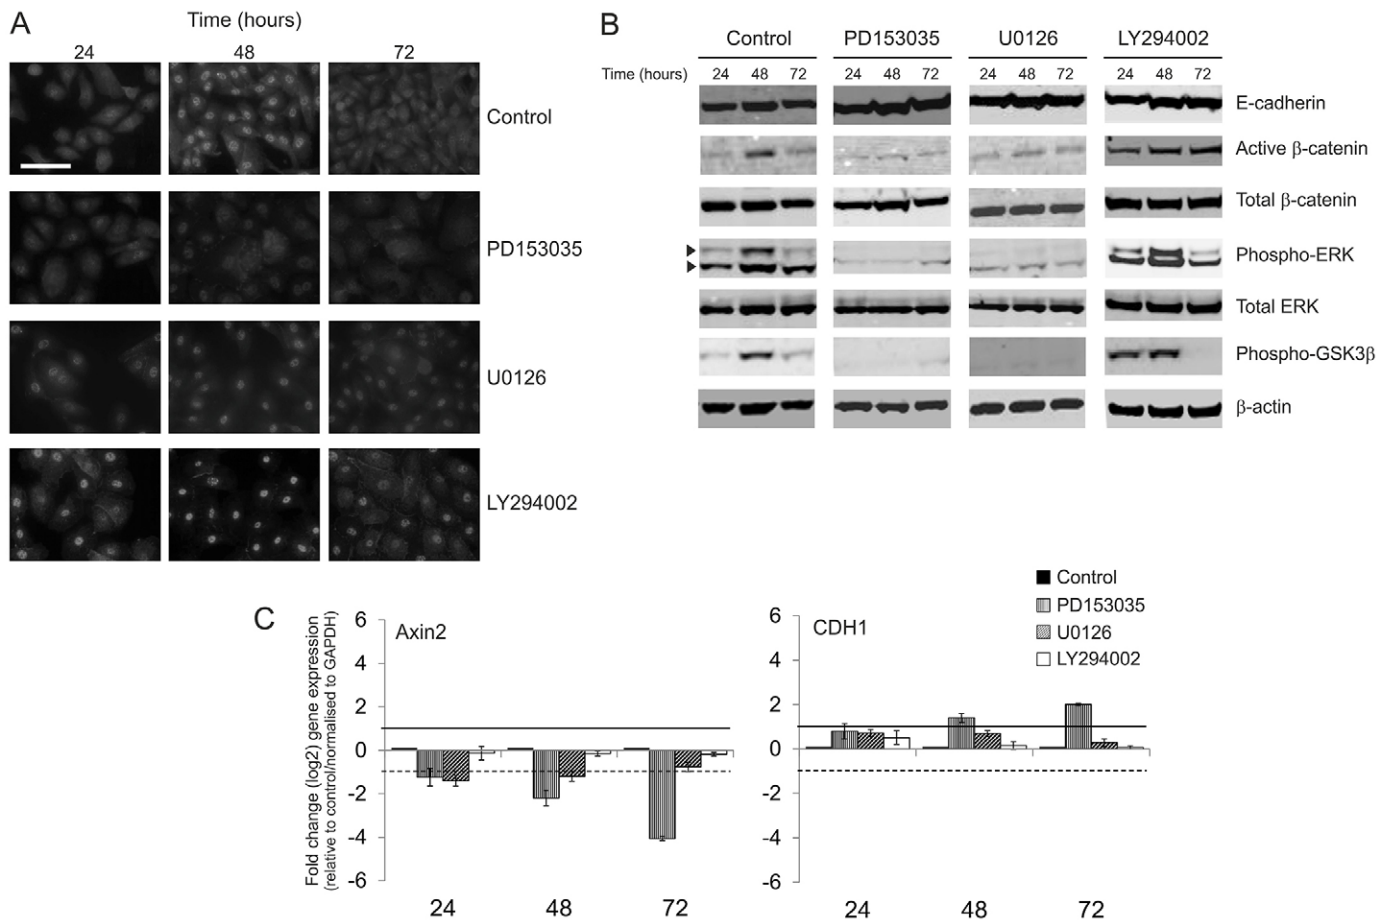 A
Time (hours)
24 48 72
Control
PD153035
U0126
LY294002
B
Control PD153035 U0126 LY294002
Time (hours) 24 48 72 24 48 72 24 48 72 24 48 72
E-cadherin
Active β-catenin
Total β-catenin
Phospho-ERK
Total ERK
Phospho-GSK3β
β-actin
C
Fold change (log2) gene expression
(relative to control/normalised to GAPDH)
Axin2
6
4
2
0
-2
-4
-6
24 48 72
CDH1
6
4
2
0
-2
-4
-6
24 48 72
Control
PD153035
U0126
LY294002